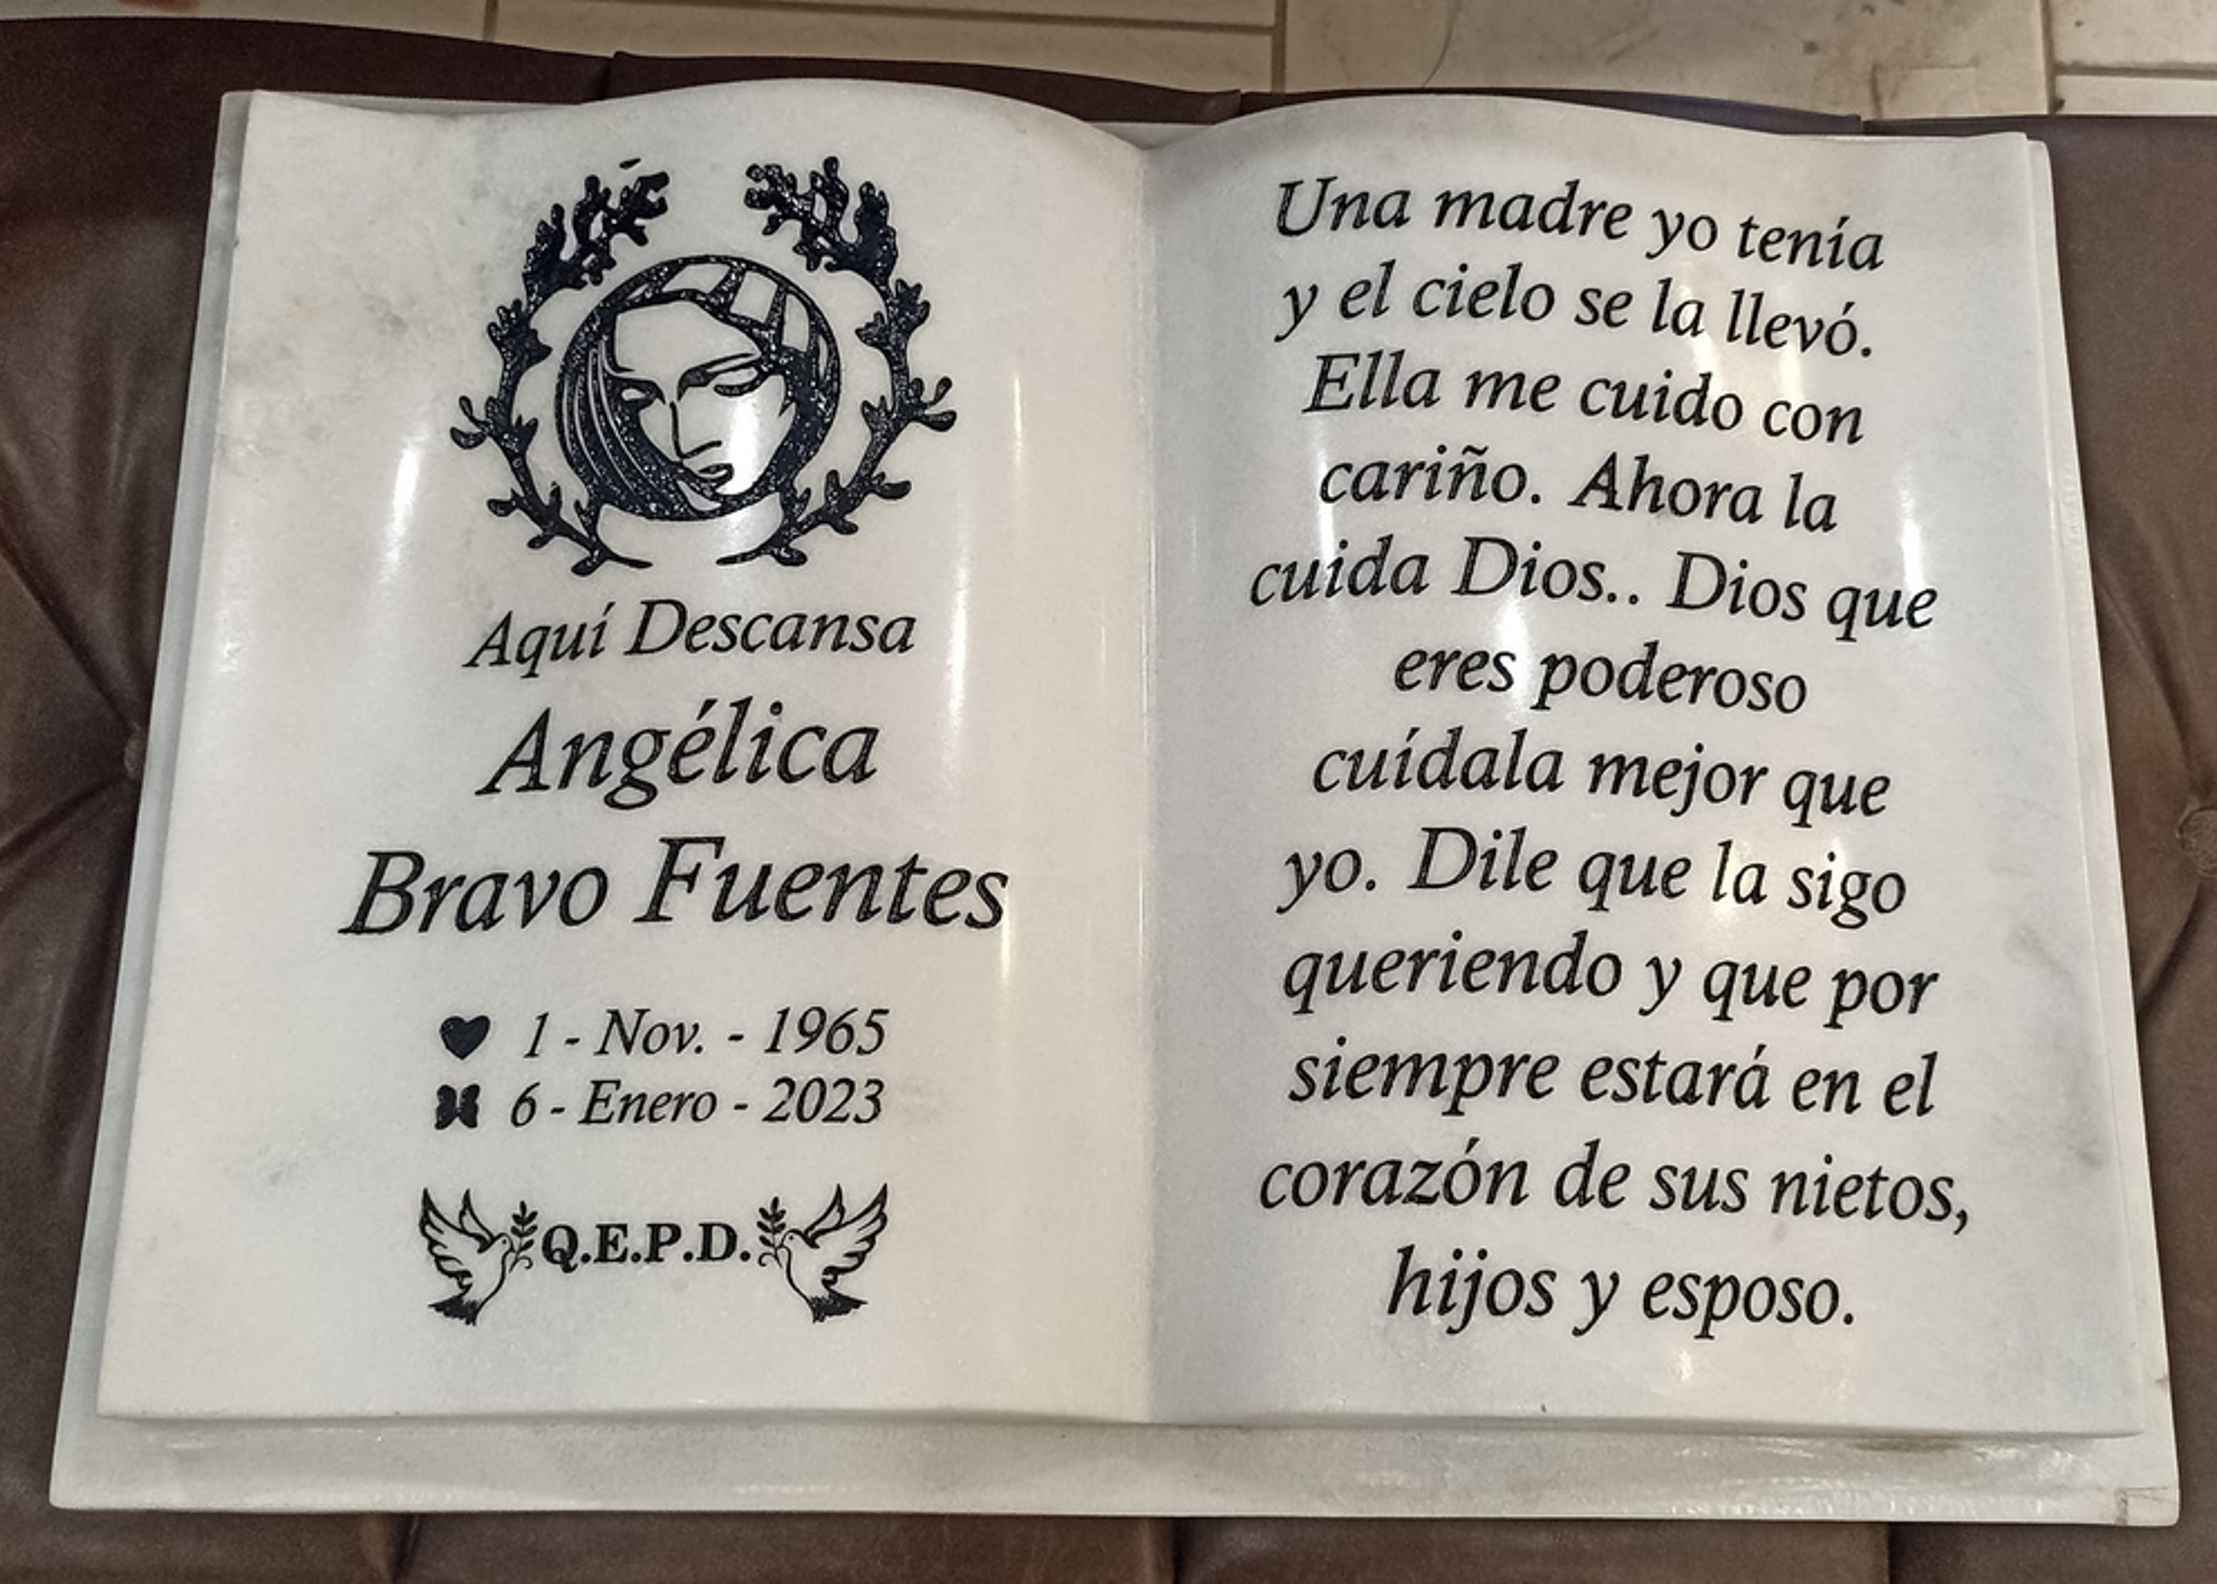 Aquí Descansa
Angélica
Bravo Fuentes
1 - Nov. - 1965
6 - Enero - 2023
Q.E.P.D.
Una madre yo tenía
y el cielo se la llevó.
Ella me cuido con
cariño. Ahora la
cuida Dios.. Dios que
eres poderoso
cuídala mejor que
yo. Dile que la sigo
queriendo y que por
siempre estará en el
corazón de sus nietos,
hijos y esposo.